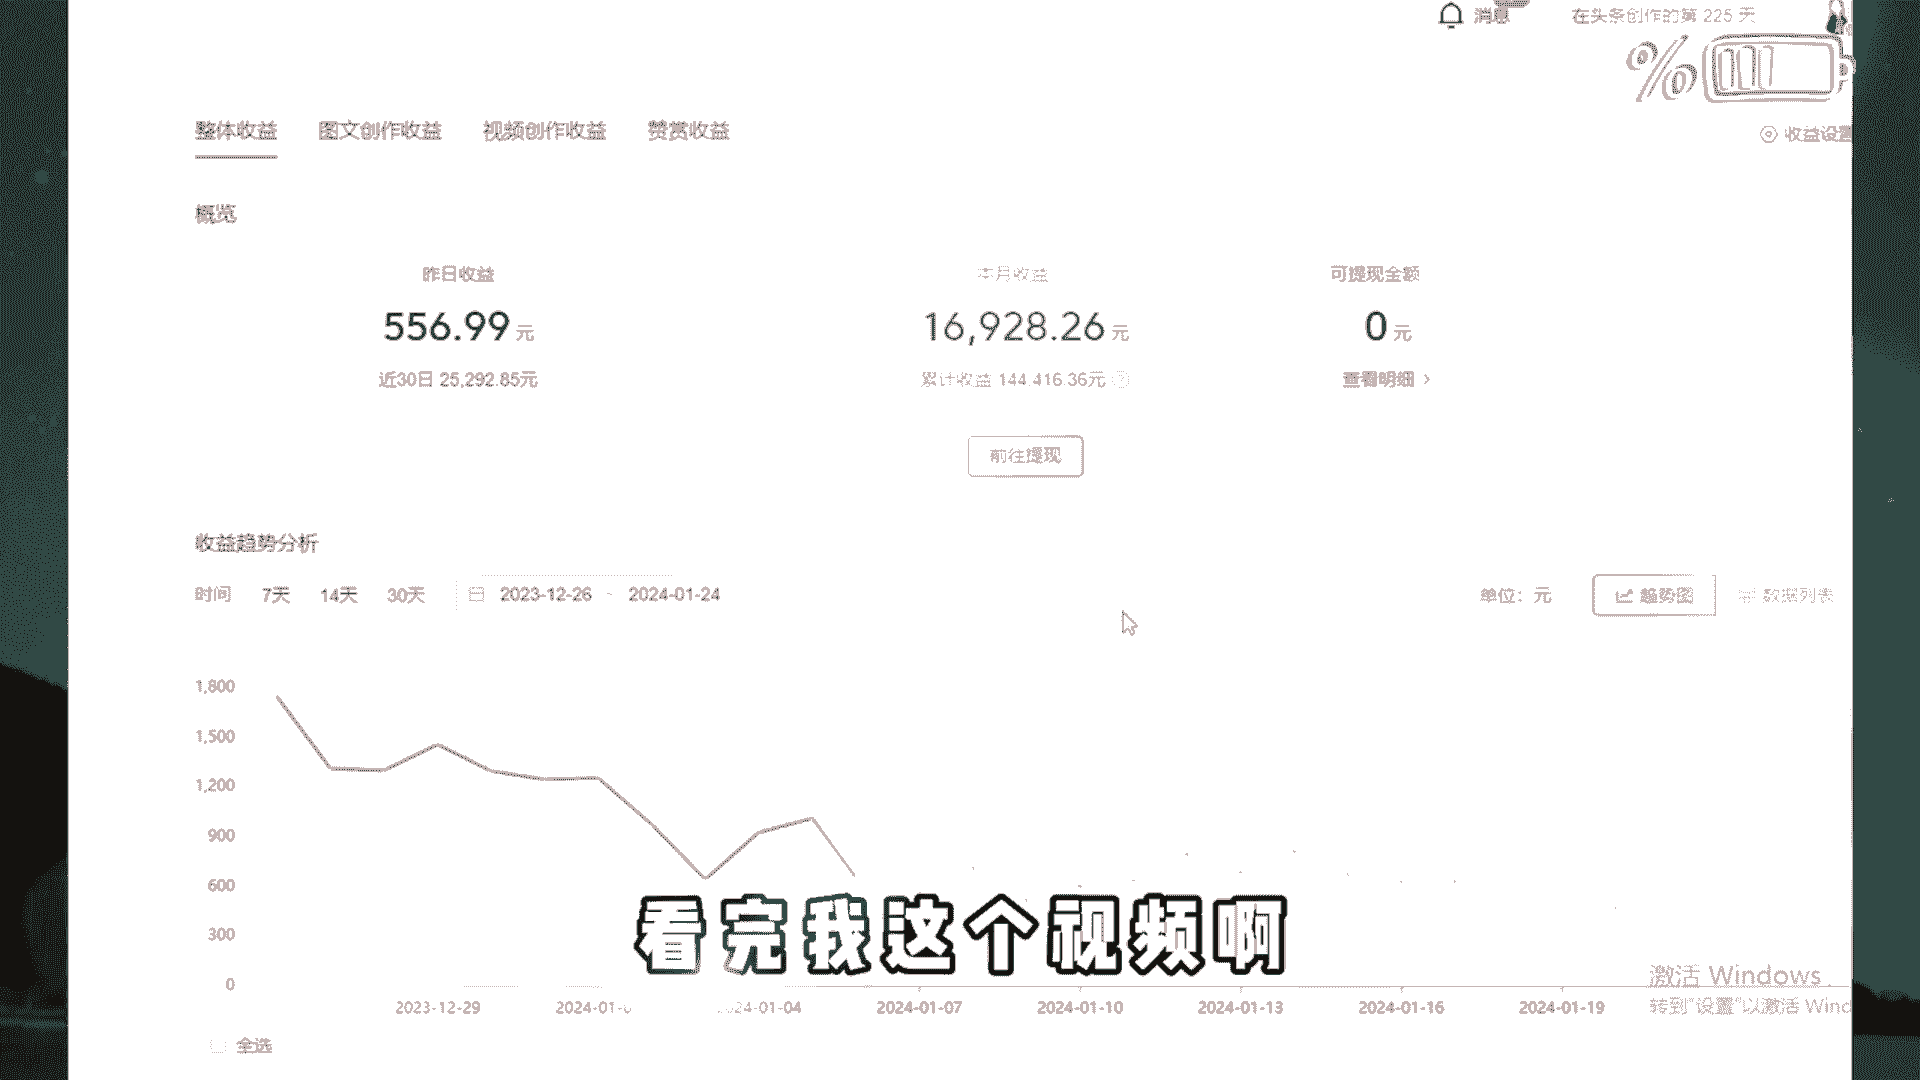 消息
在头条创作的第 225 天
%
整体收益 图文创作收益 视频创作收益 赞赏收益
收益设置
概览
昨日收益 本月收益 可提现金额
556.99 元 16,928.26 元 0 元
近30日 25,292.85元 累计收益 144,416.36元 查看明细 >
前往提现
收益趋势分析
时间 7天 14天 30天 2023-12-26 - 2024-01-24 单位：元 趋势图 数据列表
1,800
1,500
1,200
900
600
300
0
看完我这个视频啊
2023-12-29 2024-01-04 2024-01-07 2024-01-10 2024-01-13 2024-01-16 2024-01-19
激活 Windows
转到"设置"以激活 Wind
全选